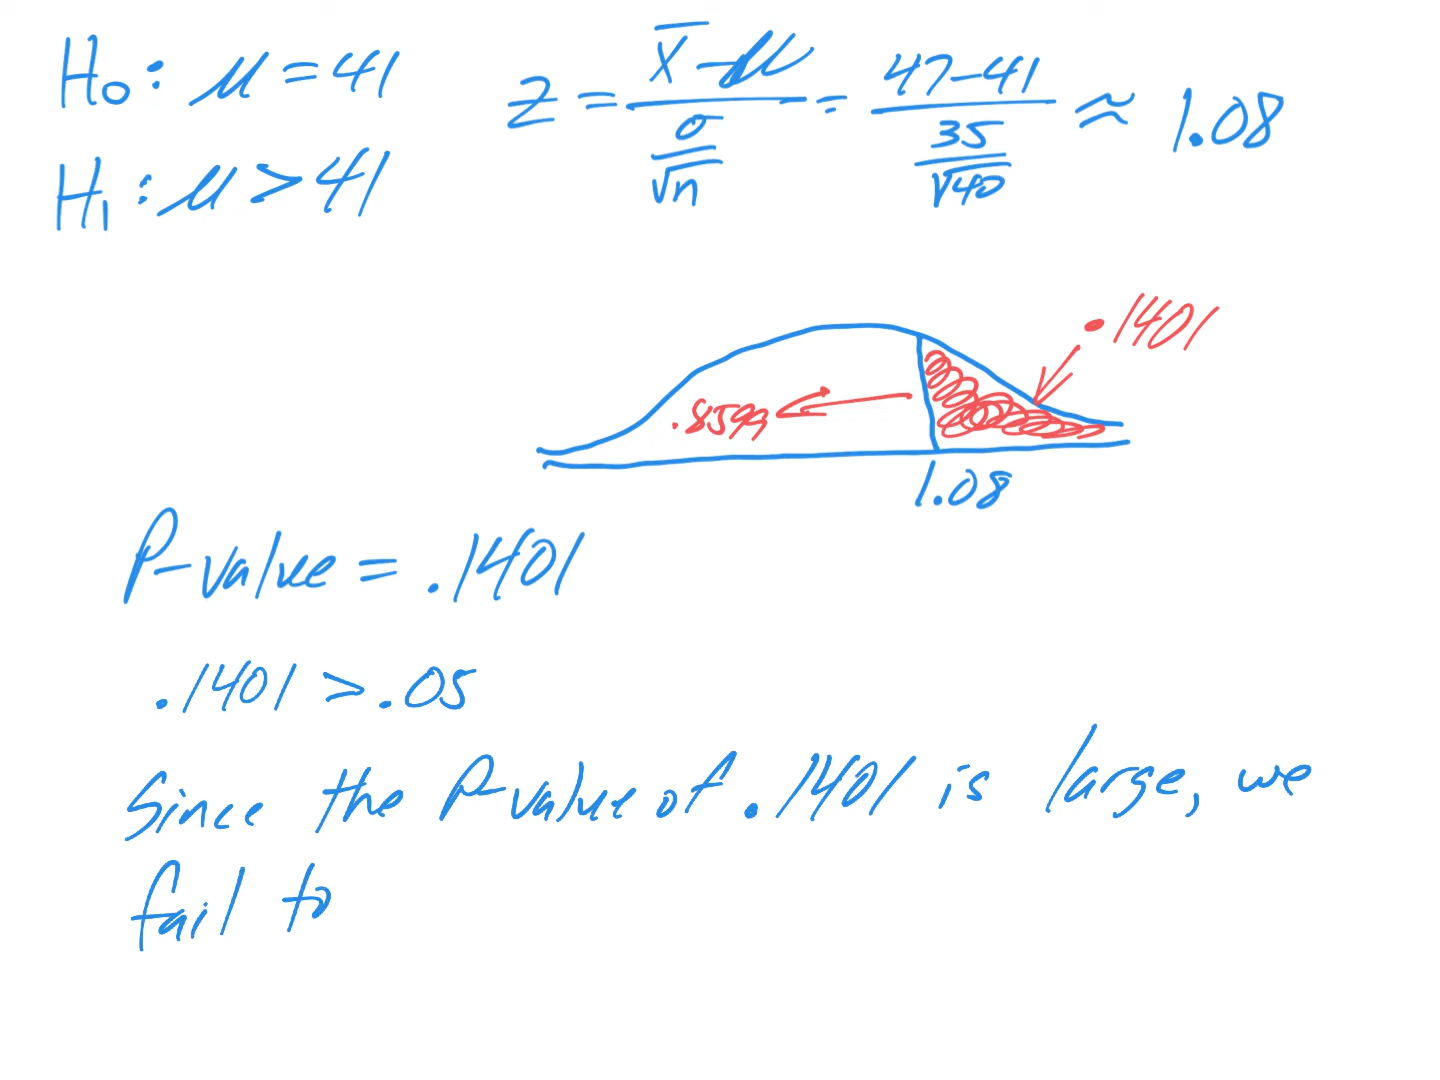 H₀: μ = 41
z = (x̄ - μ) / (σ/√n) = (47-41) / (35/√40) ≈ 1.08
H₁: μ > 41
.1401
.8599
1.08
P-value = .1401
.1401 > .05
Since the P-value of .1401 is large, we
fail to